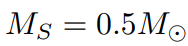 M_S = 0.5M_⊙